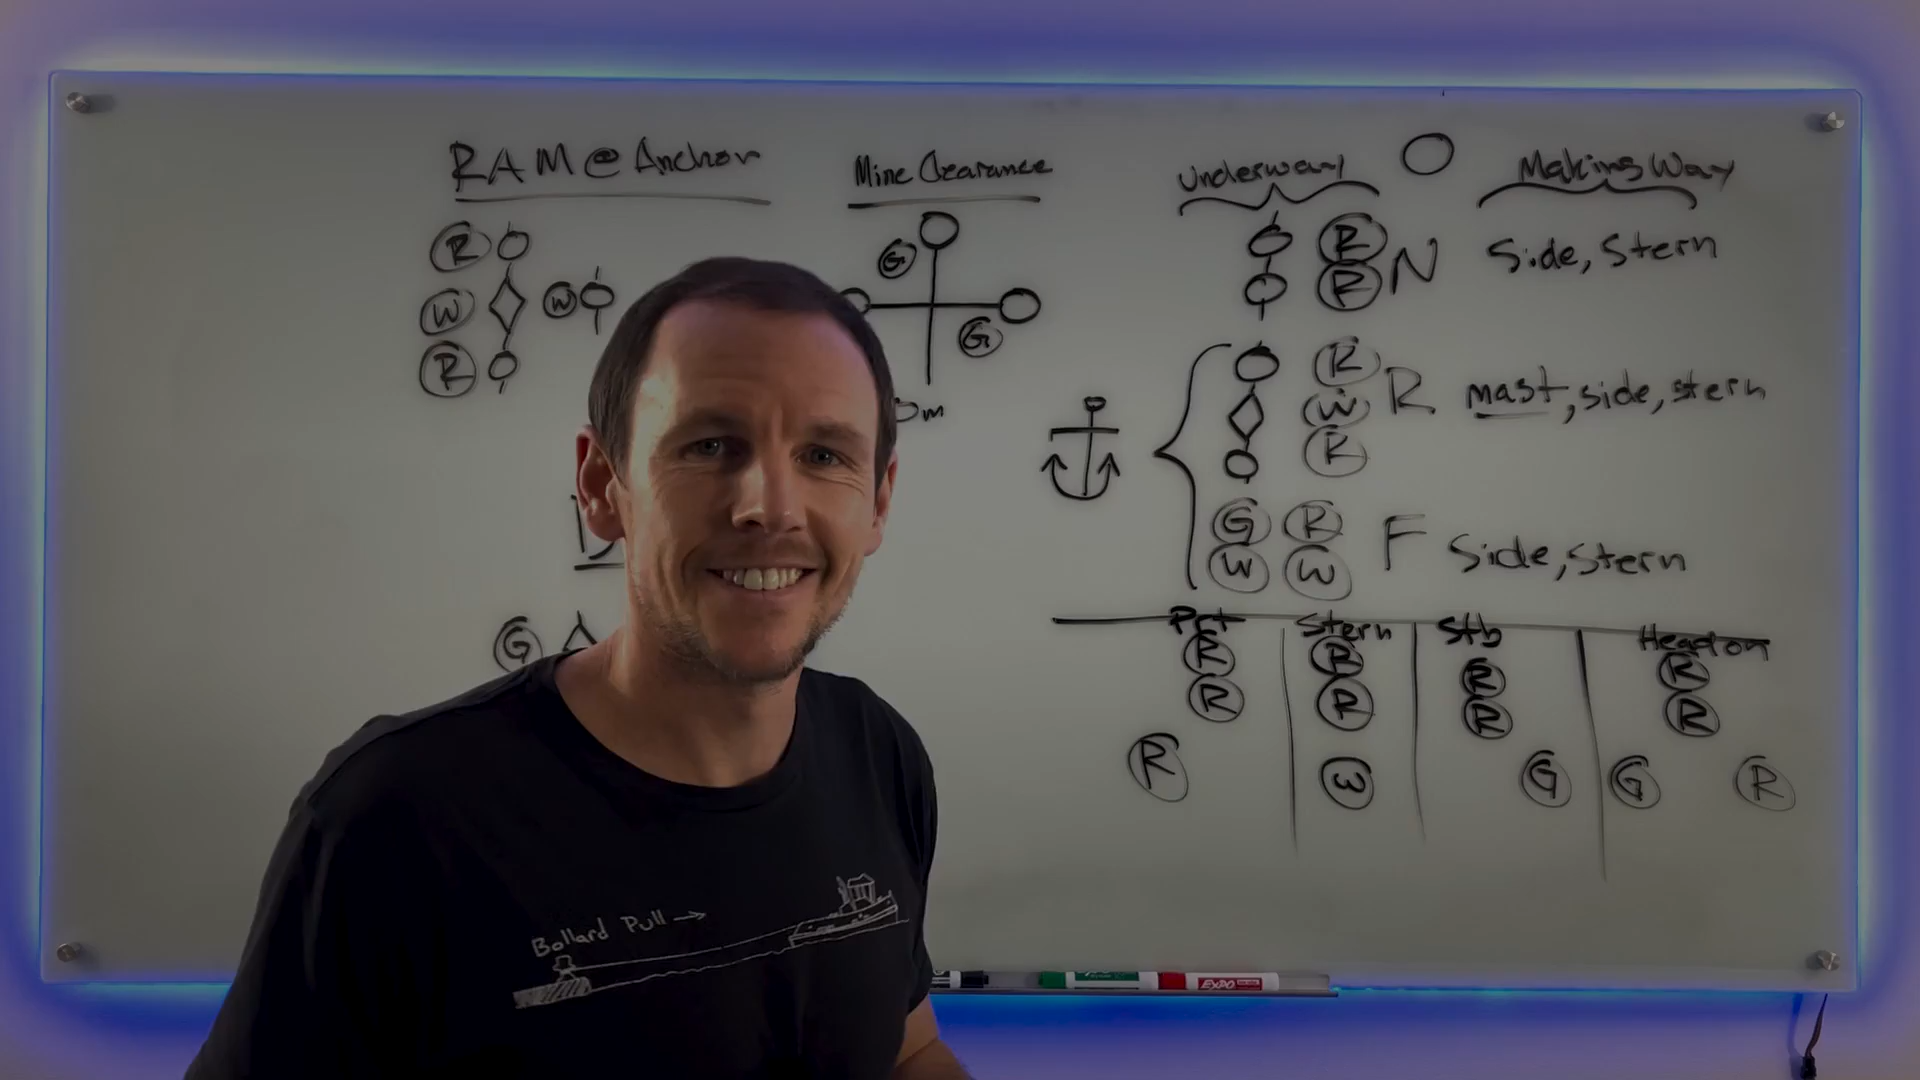 RAM @ Anchor
R
W W
R
Mine Clearance
G
G
m
G
Underway Making Way
R
R N Side, Stern
R
W R mast, side, stern
R
G R
W W F Side, Stern
Prt Stern Stb Head on
R R R R
R R R R
R W G G R
Bollard Pull →
EXPO